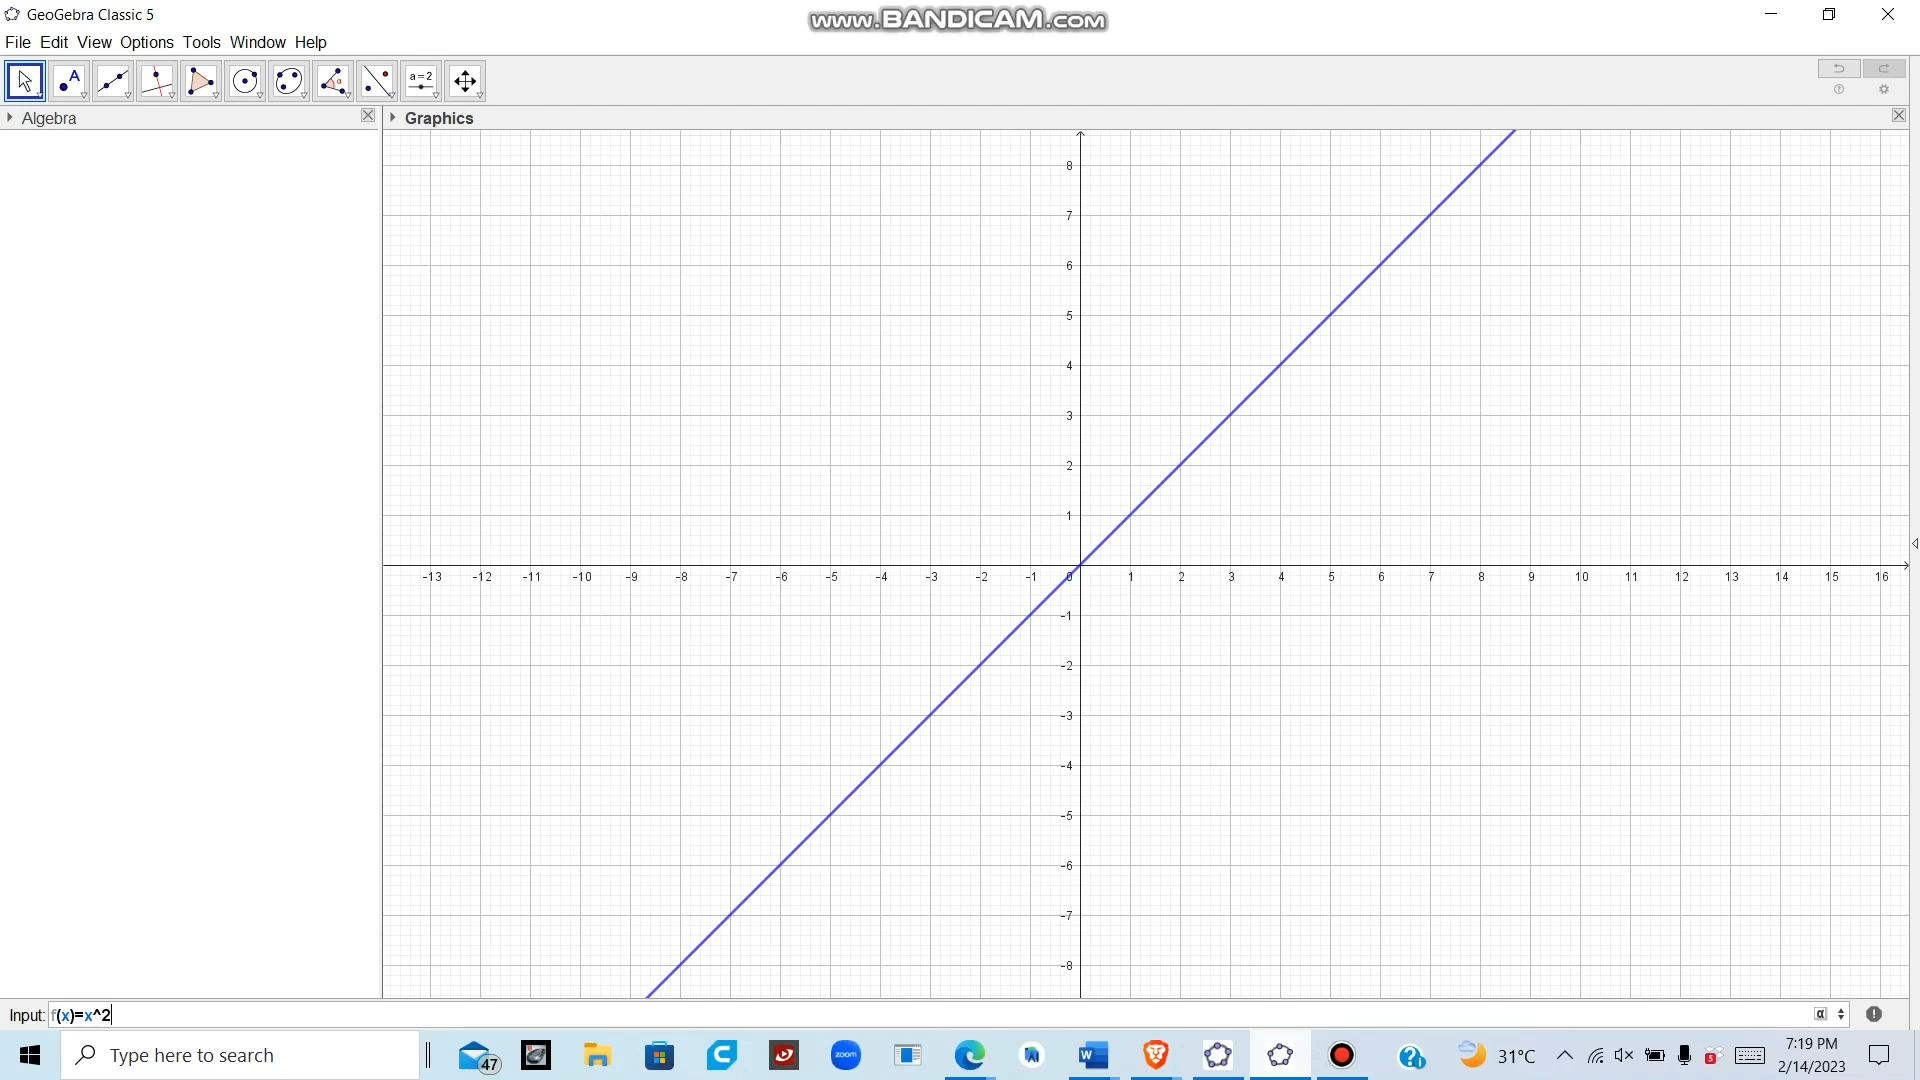 GeoGebra Classic 5
www.BANDICAM.com
File Edit View Options Tools Window Help
A
α
a=2
Algebra
Graphics
8
7
6
5
4
3
2
1
-13 -12 -11 -10 -9 -8 -7 -6 -5 -4 -3 -2 -1 0 1 2 3 4 5 6 7 8 9 10 11 12 13 14 15 16
-1
-2
-3
-4
-5
-6
-7
-8
Input: f(x)=x^2
α
Type here to search
47
zoom
W
5
31°C
7:19 PM
2/14/2023